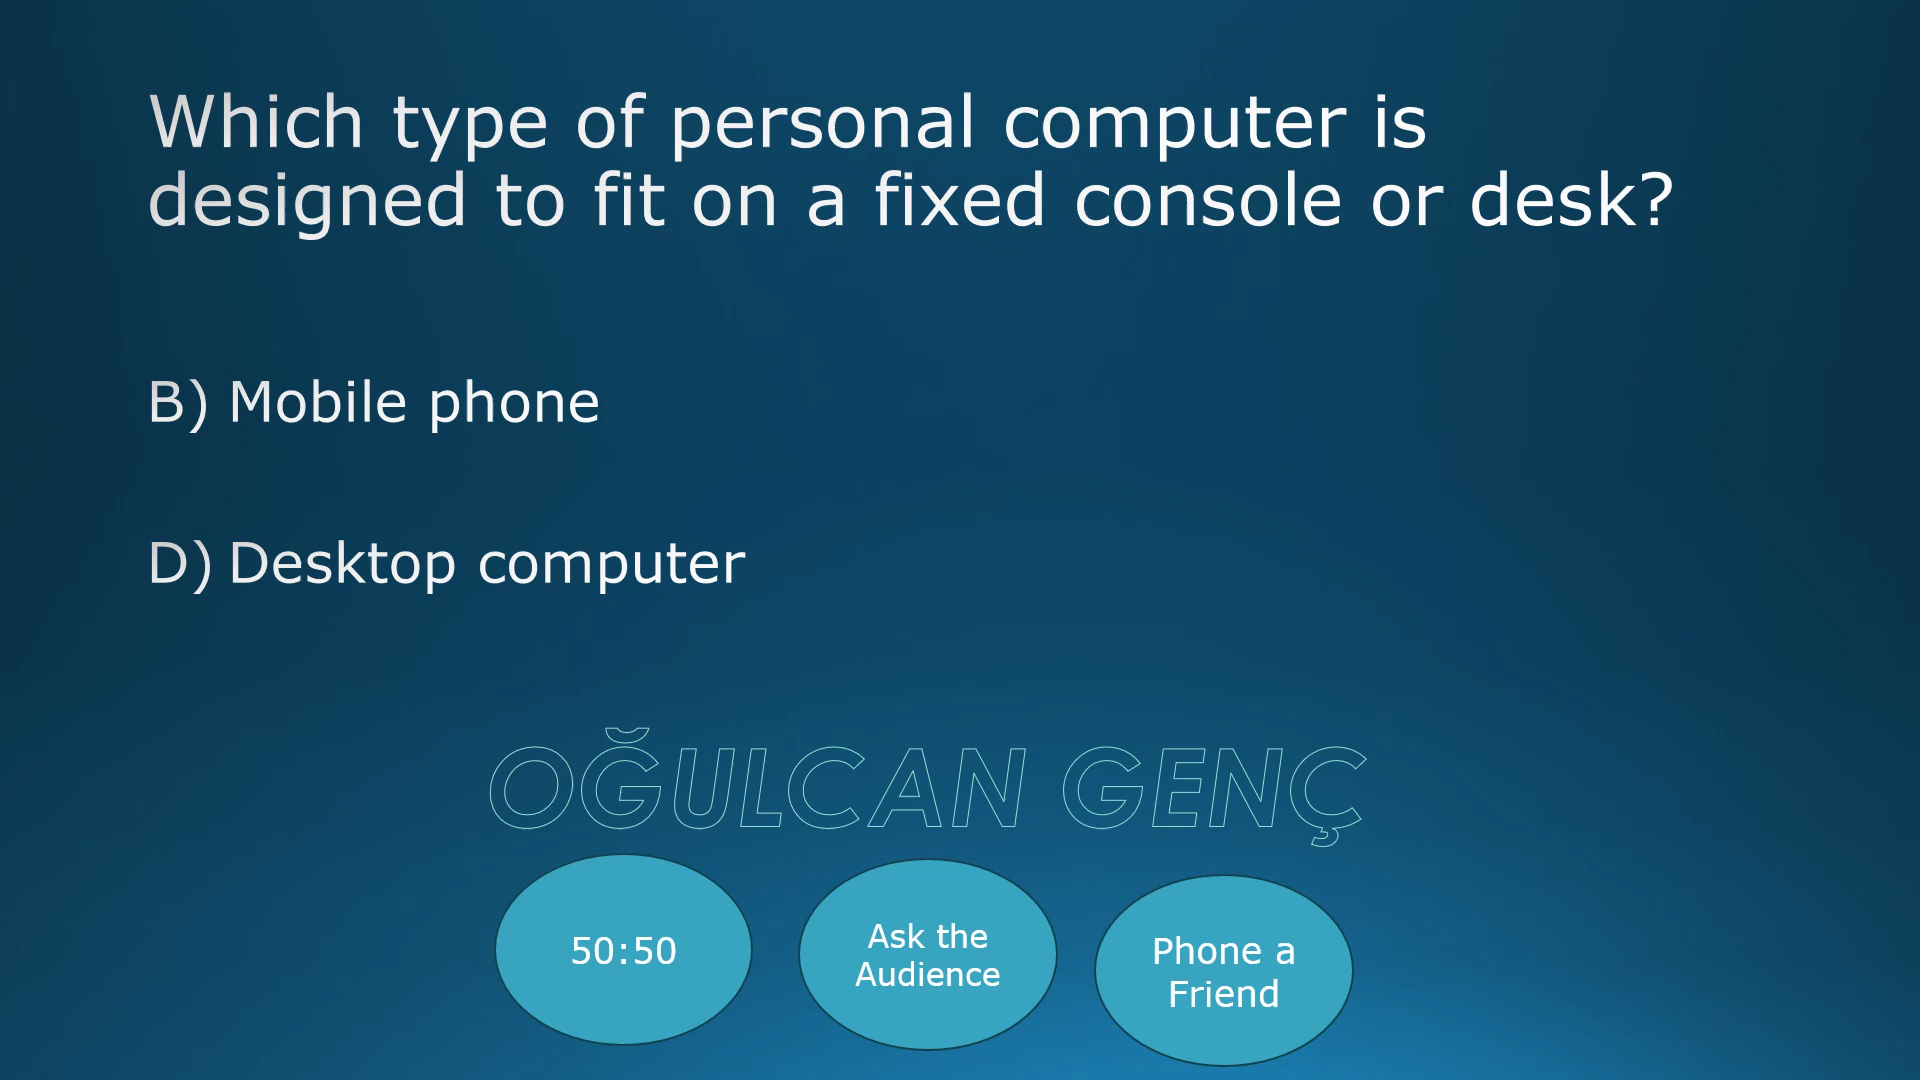 Which type of personal computer is
designed to fit on a fixed console or desk?
B) Mobile phone
D) Desktop computer
OĞULCAN GENÇ
50:50
Ask the
Audience
Phone a
Friend